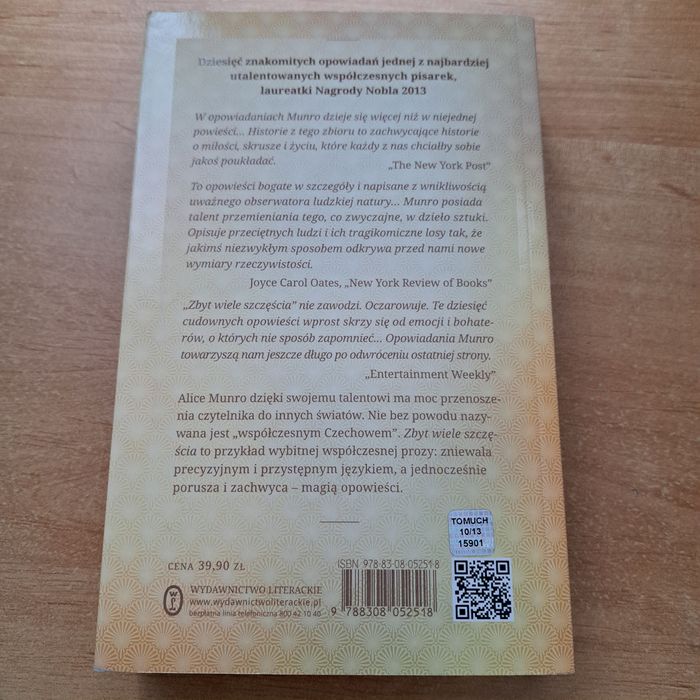 Dziesięć znakomitych opowiadań jednej z najbardziej
utalentowanych współczesnych pisarek,
laureatki Nagrody Nobla 2013
W opowiadaniach Munro dzieje się więcej niż w niejednej
powieści... Historie z tego zbioru to zachwycające historie
o miłości, skrusze i życiu, które każdy z nas chciałby sobie
jakoś poukładać.
„The New York Post”
To opowieści bogate w szczegóły i napisane z wnikliwością
uważnego obserwatora ludzkiej natury... Munro posiada
talent przemieniania tego, co zwyczajne, w dzieło sztuki.
Opisuje przeciętnych ludzi i ich tragikomiczne losy tak, że
jakimś niezwykłym sposobem odkrywa przed nami nowe
wymiary rzeczywistości.
Joyce Carol Oates, „New York Review of Books”
„Zbyt wiele szczęścia” nie zawodzi. Oczarowuje. Te dziesięć
cudownych opowieści wprost skrzy się od emocji i bohate-
rów, o których nie sposób zapomnieć... Opowiadania Munro
towarzyszą nam jeszcze długo po odwróceniu ostatniej strony.
„Entertainment Weekly”
Alice Munro dzięki swojemu talentowi ma moc przenosze-
nia czytelnika do innych światów. Nie bez powodu nazy-
wana jest „współczesnym Czechowem”. Zbyt wiele szczę-
ścia to przykład wybitnej współczesnej prozy: zniewala
precyzyjnym i przystępnym językiem, a jednocześnie
porusza i zachwyca – magią opowieści.
TOMUCH
10/13
15901
CENA 39,90 ZŁ
ISBN 978-83-08-05251-8
WYDAWNICTWO LITERACKIE
www.wydawnictwoliterackie.pl
bezpłatna linia telefoniczna 800 42 10 40
9 788308 052518